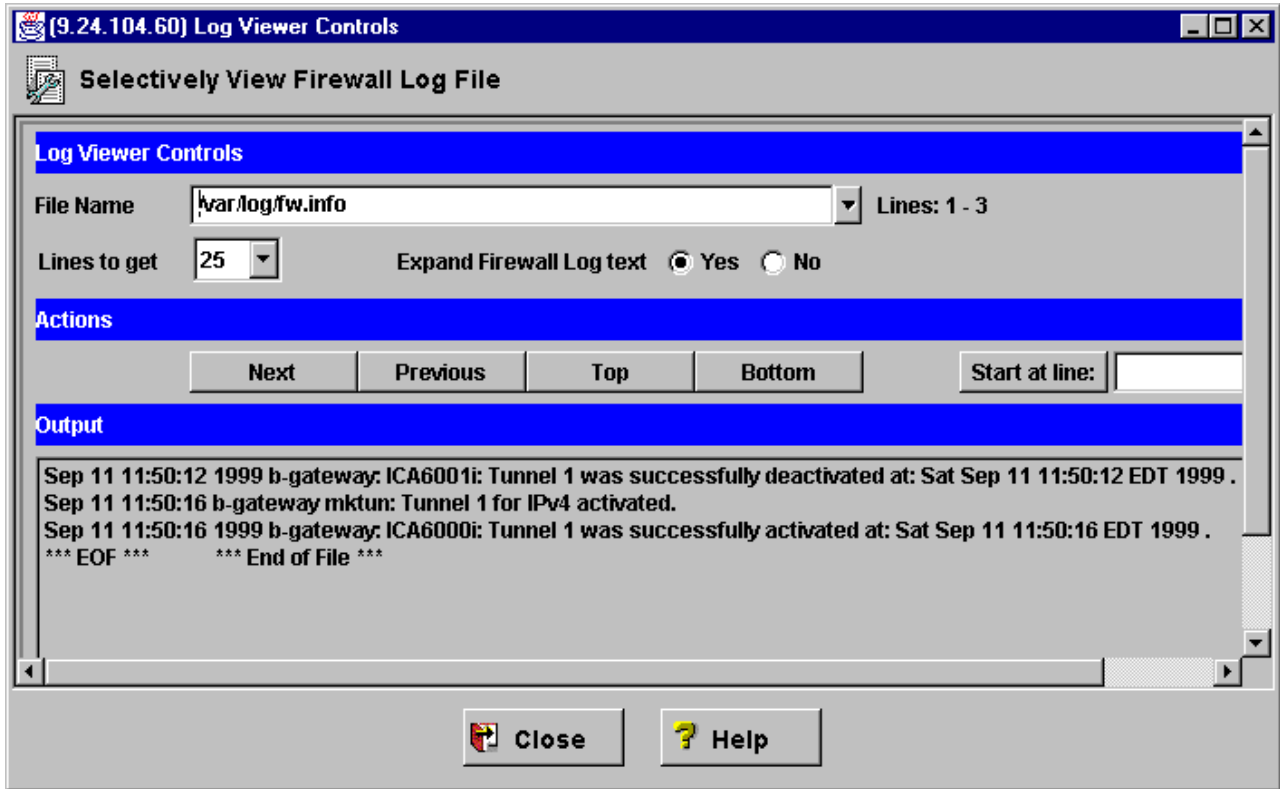 (9.24.104.60) Log Viewer Controls
Selectively View Firewall Log File
Log Viewer Controls
File Name /var/log/fw.info Lines: 1 - 3
Lines to get 25 Expand Firewall Log text Yes No
Actions
Next Previous Top Bottom Start at line:
Output
Sep 11 11:50:12 1999 b-gateway: ICA6001i: Tunnel 1 was successfully deactivated at: Sat Sep 11 11:50:12 EDT 1999 .
Sep 11 11:50:16 b-gateway mktun: Tunnel 1 for IPv4 activated.
Sep 11 11:50:16 1999 b-gateway: ICA6000i: Tunnel 1 was successfully activated at: Sat Sep 11 11:50:16 EDT 1999 .
*** EOF *** *** End of File ***
Close Help